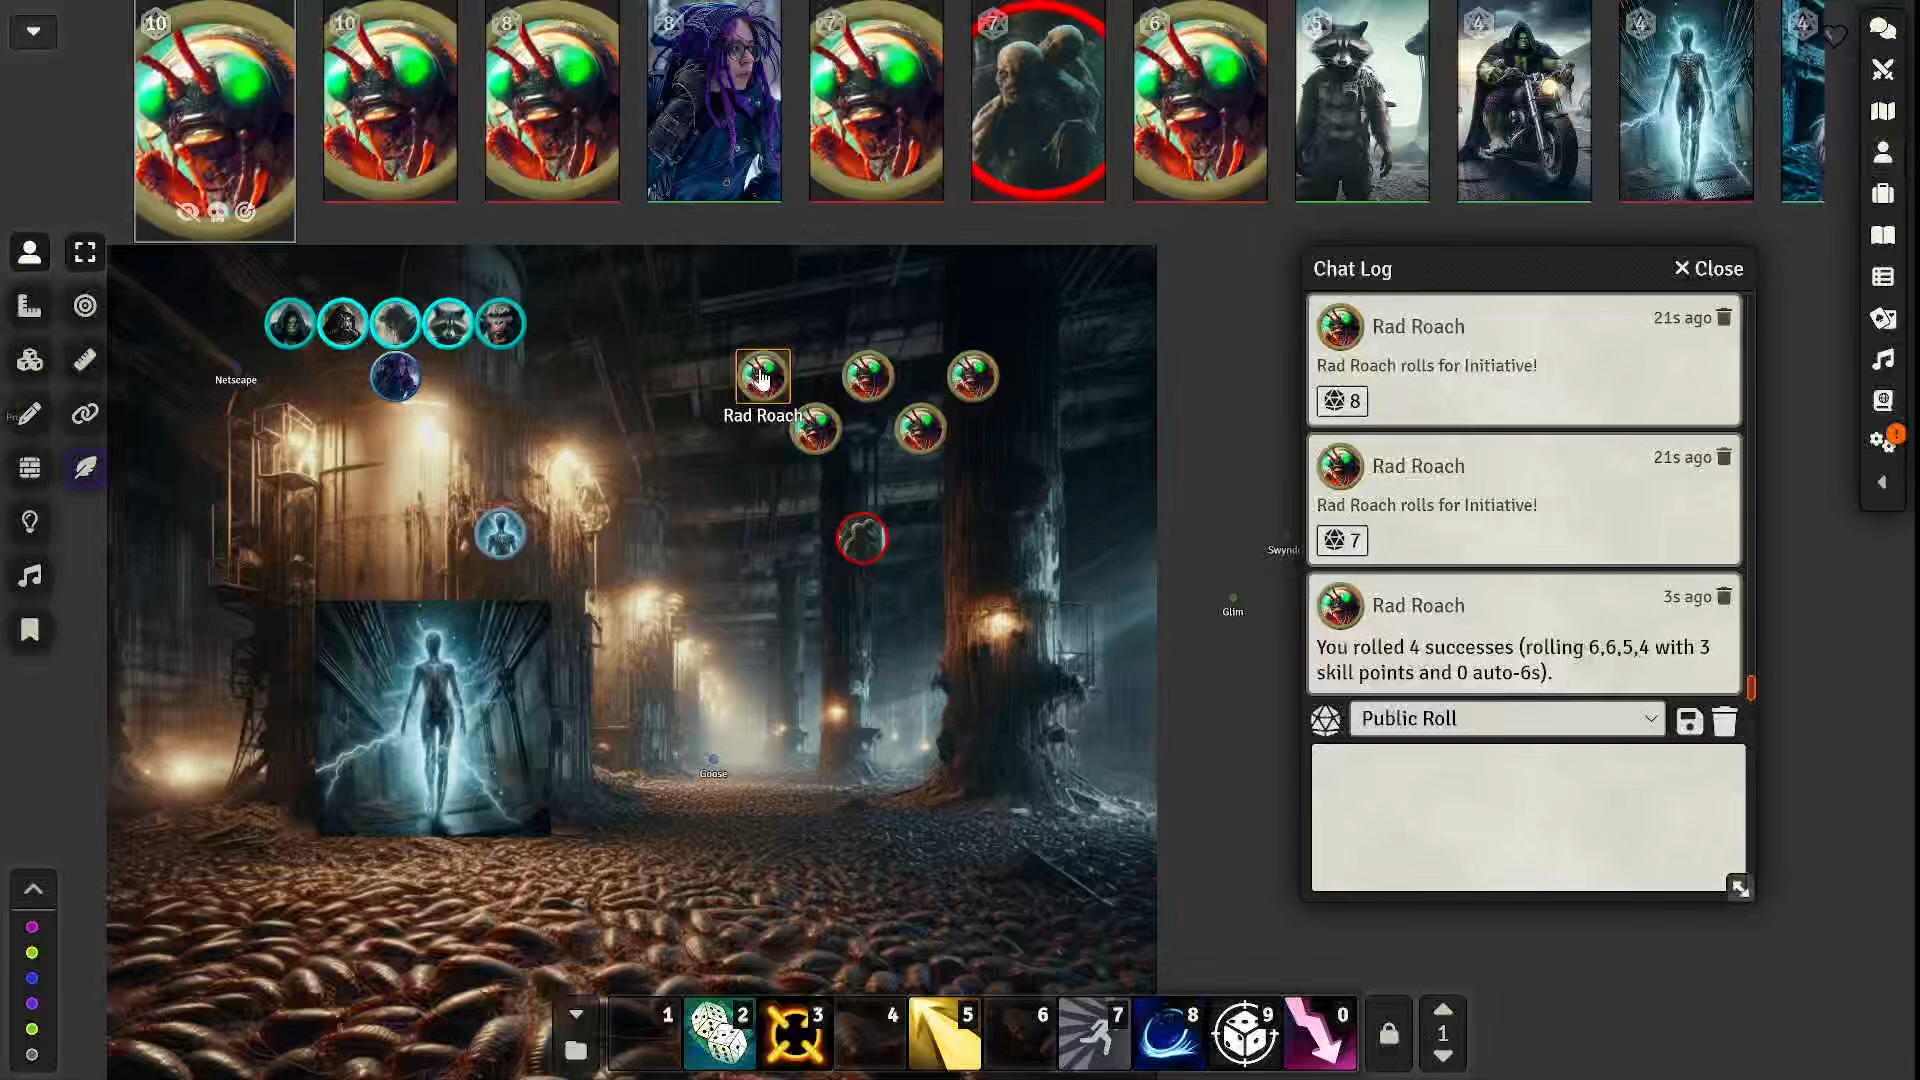 10
10
8
8
7
7
6
5
4
4
4
Netscape
Rad Roach
Goose
Glim
Chat Log
Close
Rad Roach
21s ago
Rad Roach rolls for Initiative!
8
Rad Roach
21s ago
Rad Roach rolls for Initiative!
7
Rad Roach
3s ago
You rolled 4 successes (rolling 6,6,5,4 with 3
skill points and 0 auto-6s).
Public Roll
1
2
3
4
5
6
7
8
9
0
1